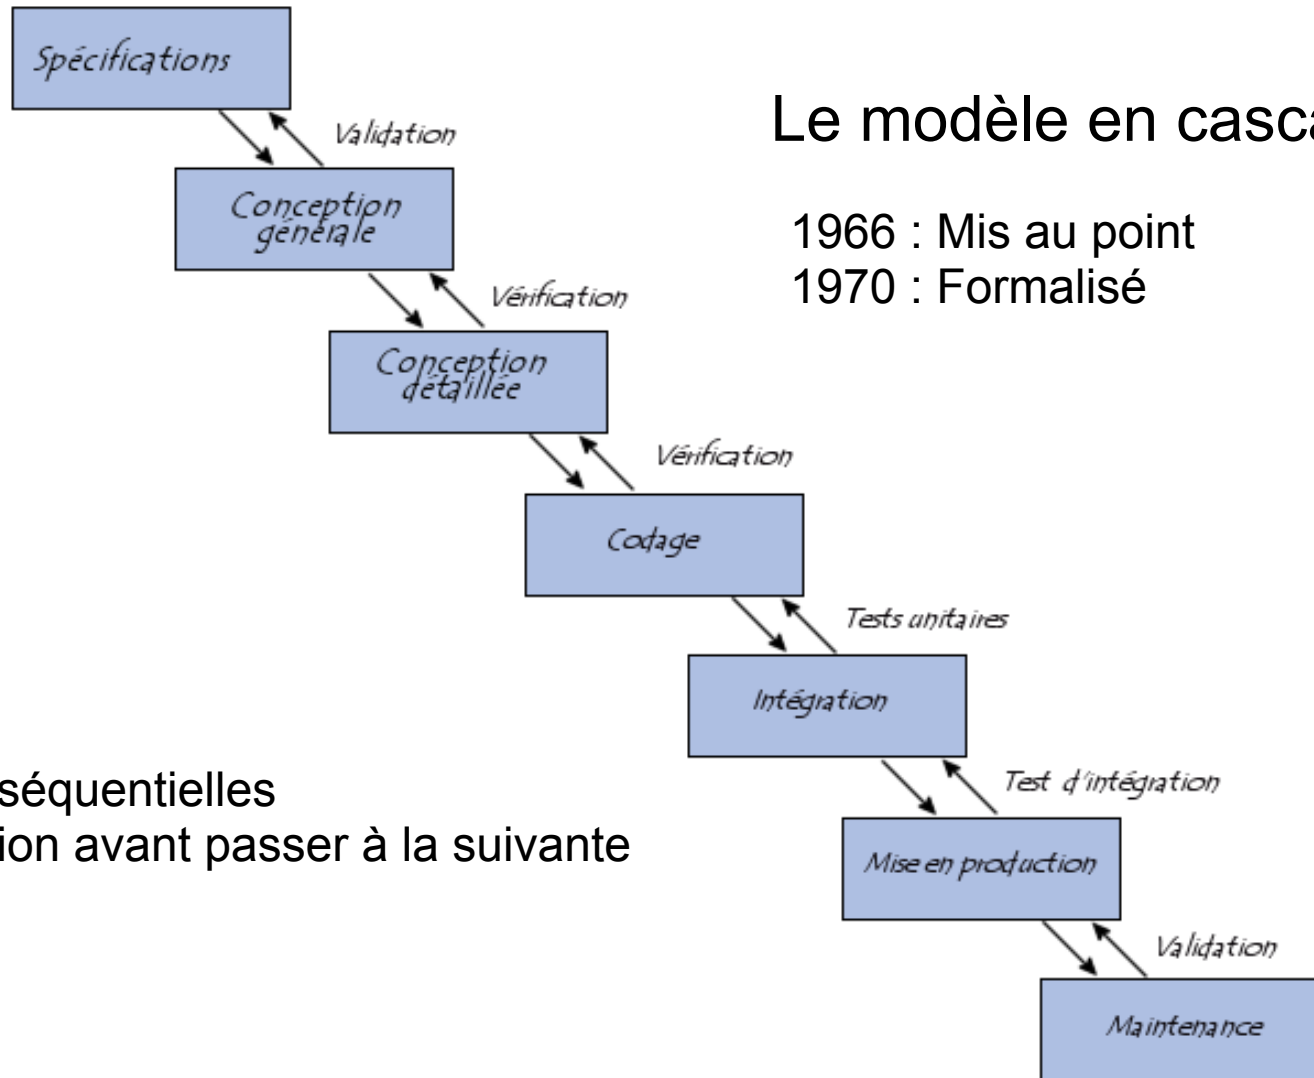 Spécifications
Le modèle en casca
Validation
Conception
générale
1966 : Mis au point
1970 : Formalisé
Vérification
Conception
détaillée
Vérification
Codage
Tests unitaires
Intégration
séquentielles
ion avant passer à la suivante
Test d'intégration
Mise en production
Validation
Maintenance